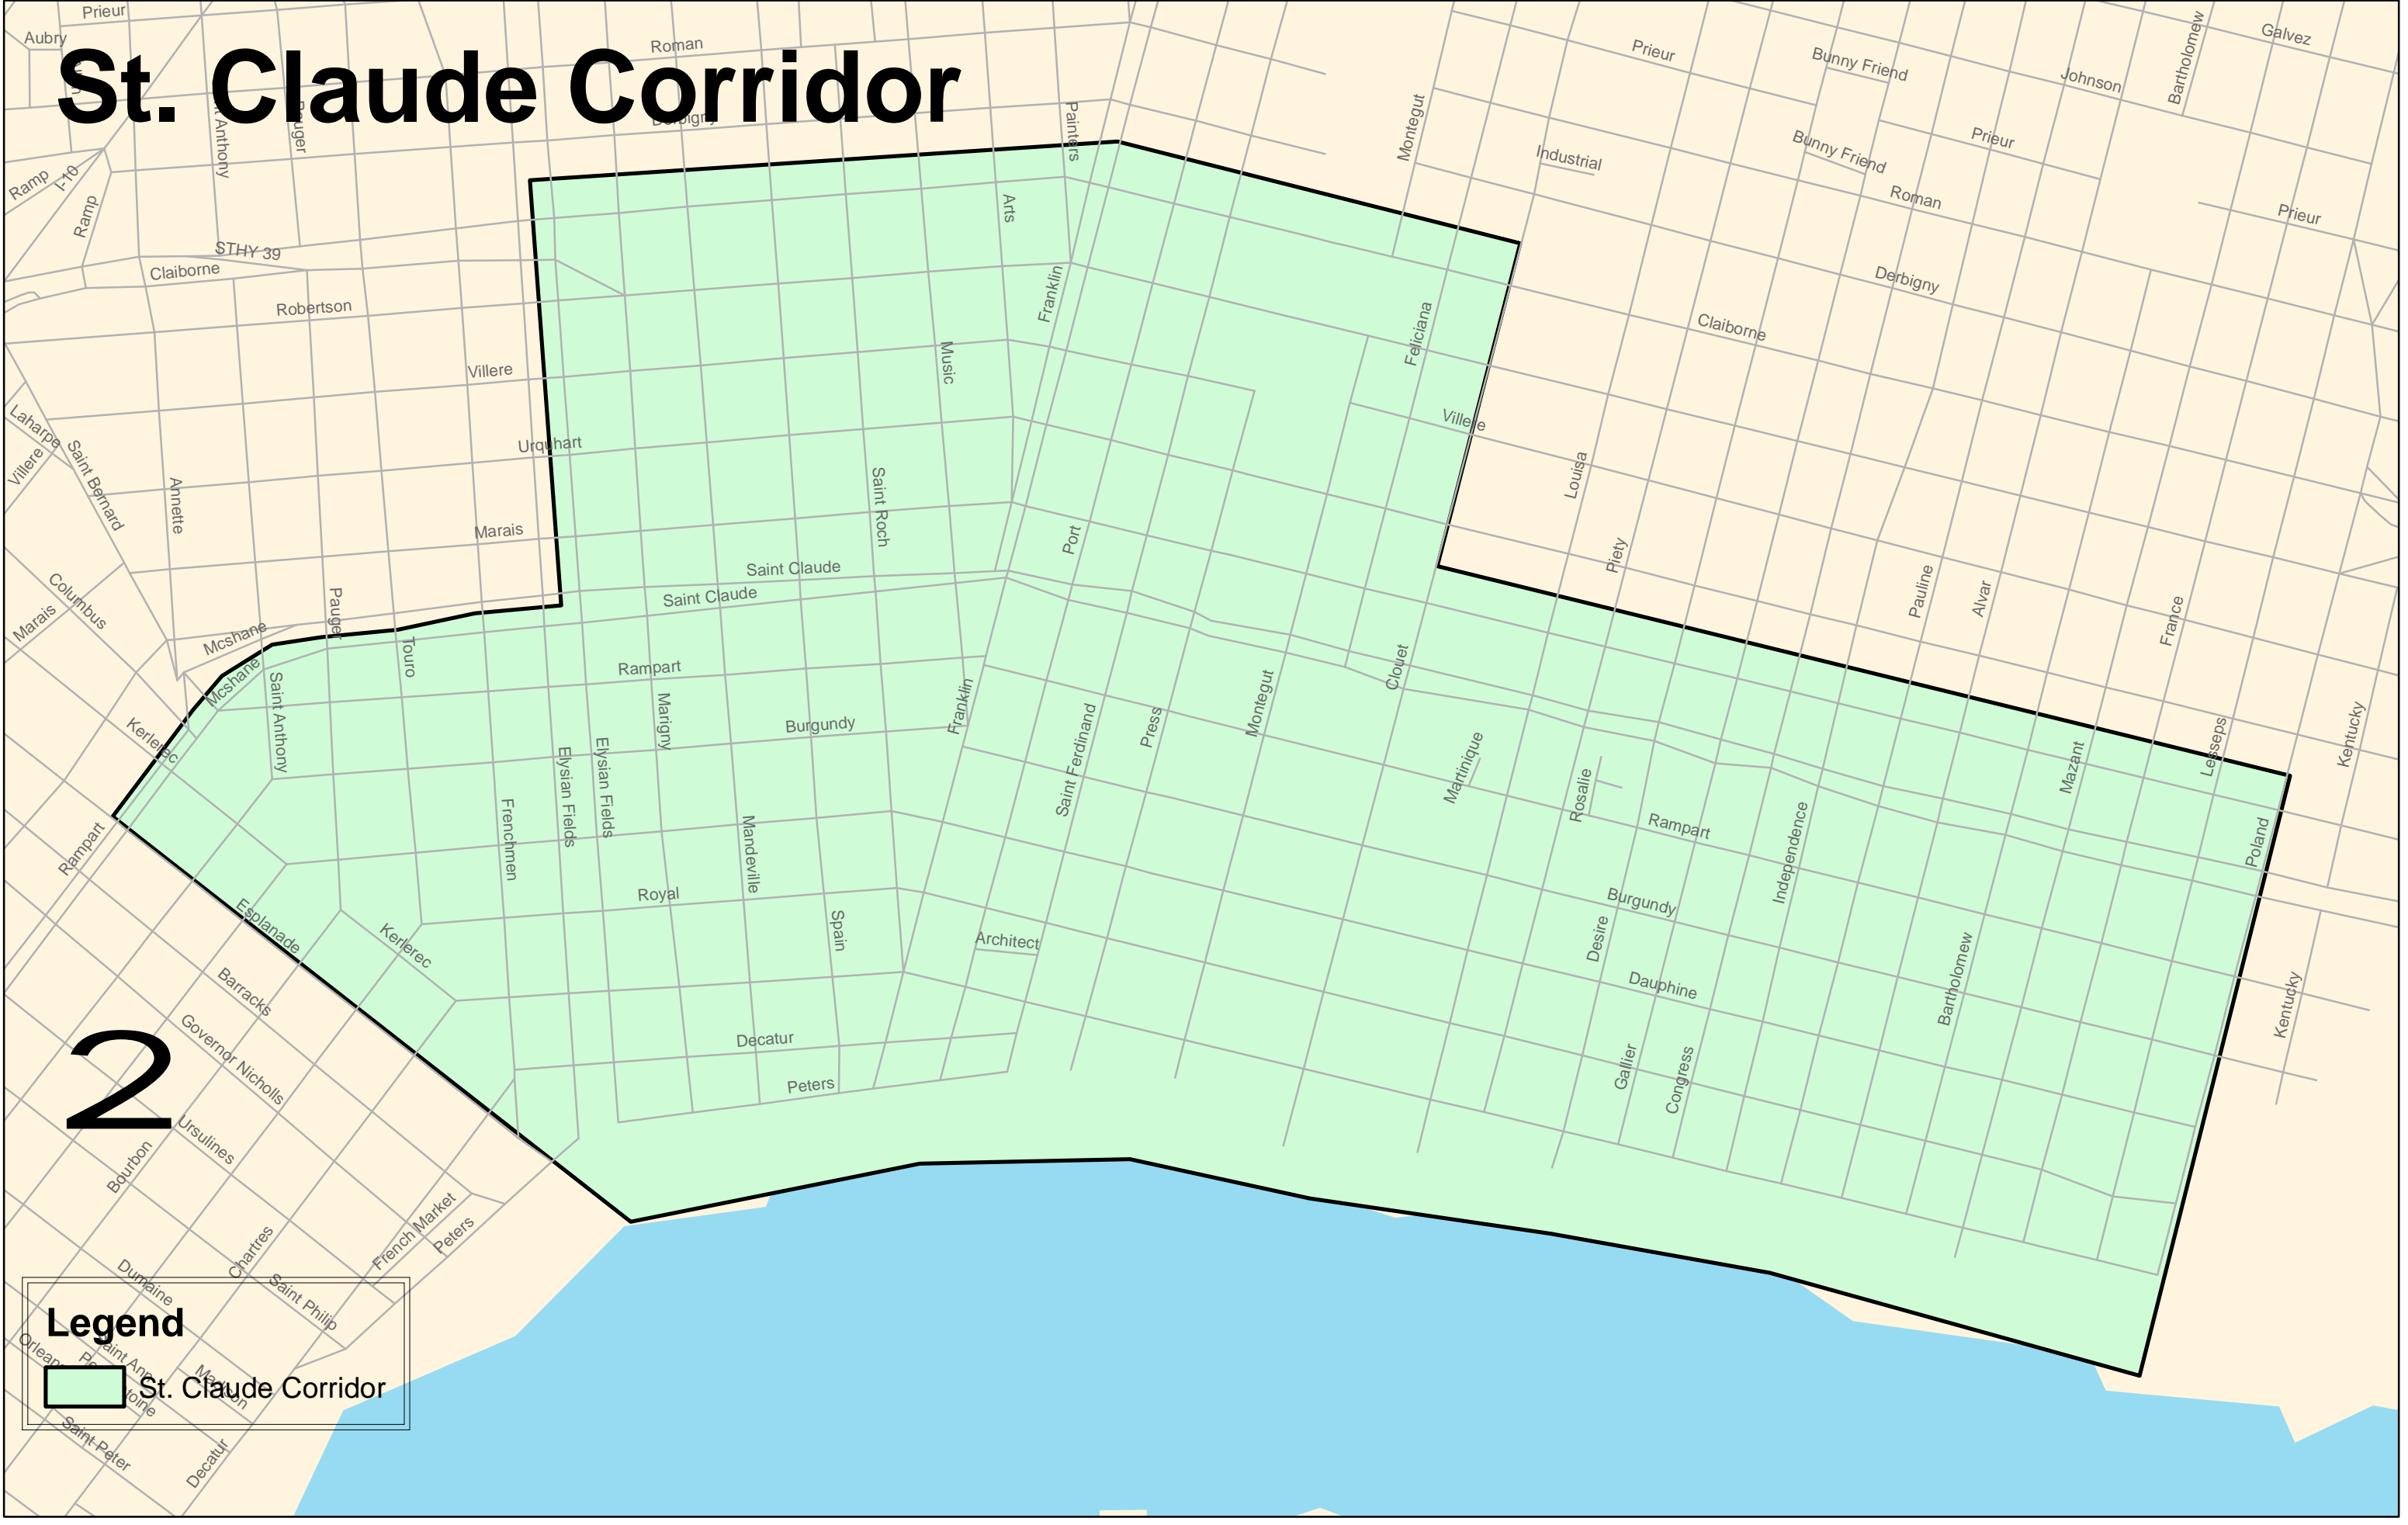 Prieur
Aubry
Roman
St. Claude Corridor
Derbigny
Pauger
Painters
Montegut
Prieur
Bunny Friend
Johnson
Bartholomew
Galvez
Industrial
Bunny Friend
Prieur
Roman
Prieur
Ramp
I-10
Ramp
STHY 39
Claiborne
Robertson
Arts
Franklin
Feliciana
Derbigny
Claiborne
Villere
Music
Villere
Urquhart
Laharpe
Villere
Saint Bernard
Annette
Marais
Saint Roch
Port
Louisa
Piety
Pauline
Alvar
France
Columbus
Marais
Mcshane
Mcshane
Pauger
Touro
Saint Claude
Saint Claude
Rampart
Saint Anthony
Kerlerec
Marigny
Burgundy
Franklin
Saint Ferdinand
Press
Montegut
Clouet
Martinique
Rosalie
Rampart
Independence
Mazant
Lesseps
Kentucky
Poland
Elysian Fields
Elysian Fields
Frenchmen
Mandeville
Rampart
Esplanade
Kerlerec
Royal
Spain
Architect
Burgundy
Desire
Dauphine
Bartholomew
Kentucky
Barracks
Governor Nicholls
2
Ursulines
Bourbon
Decatur
Peters
Gallier
Congress
French Market
Peters
Chartres
Dumaine
Saint Philip
Legend
St. Claude Corridor
Madison
Saint Peter
Decatur